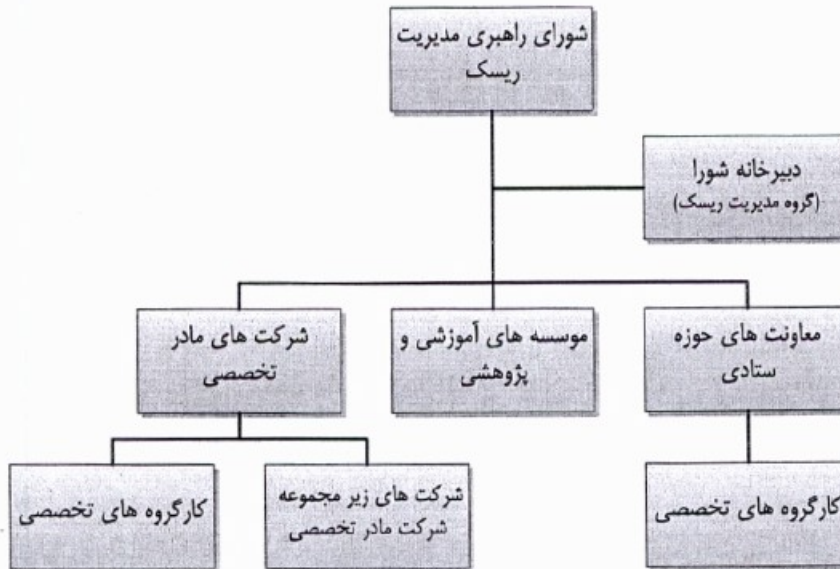 شورای راهبری مدیریت
ریسک
دبیرخانه شورا
(گروه مدیریت ریسک)
معاونت های حوزه
ستادی
موسسه های آموزشی و
پژوهشی
شرکت های مادر
تخصصی
کارگروه های تخصصی
شرکت های زیر مجموعه
شرکت مادر تخصصی
کارگروه های تخصصی